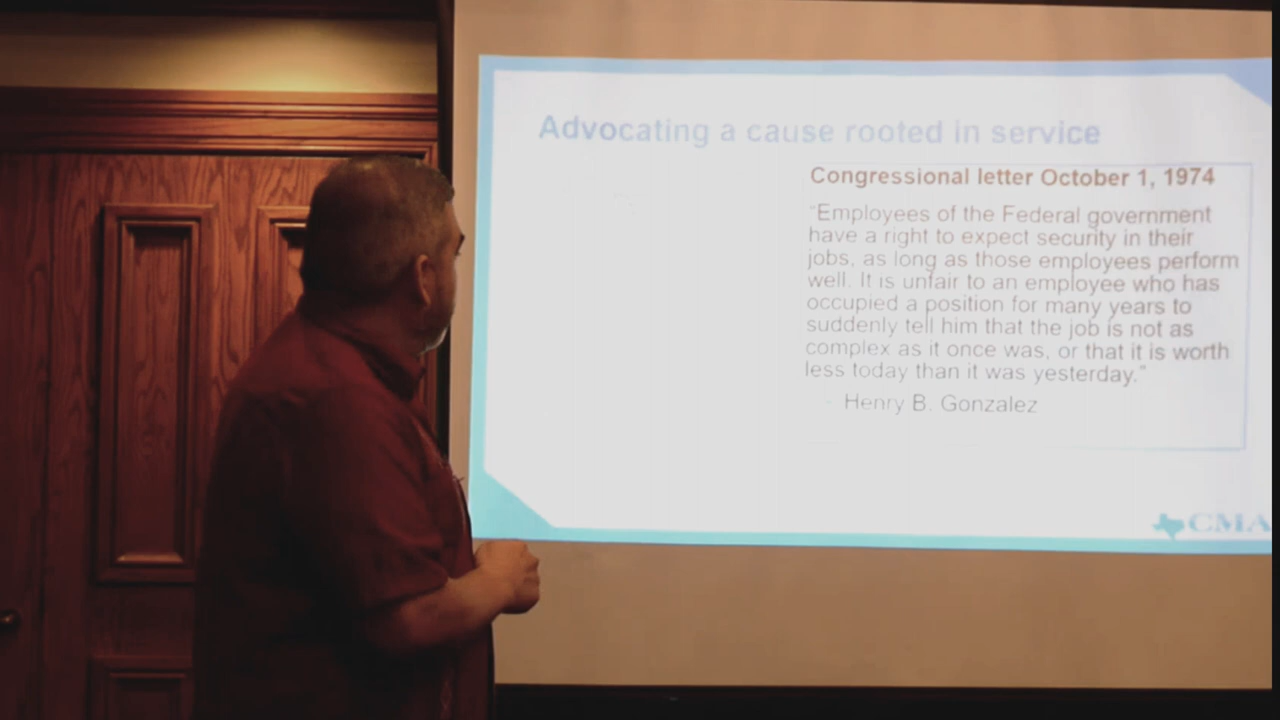 Advocating a cause rooted in service
Congressional letter October 1, 1974
"Employees of the Federal government
have a right to expect security in their
jobs, as long as those employees perform
well. It is unfair to an employee who has
occupied a position for many years to
suddenly tell him that the job is not as
complex as it once was, or that it is worth
less today than it was yesterday."
- Henry B. Gonzalez
CMA